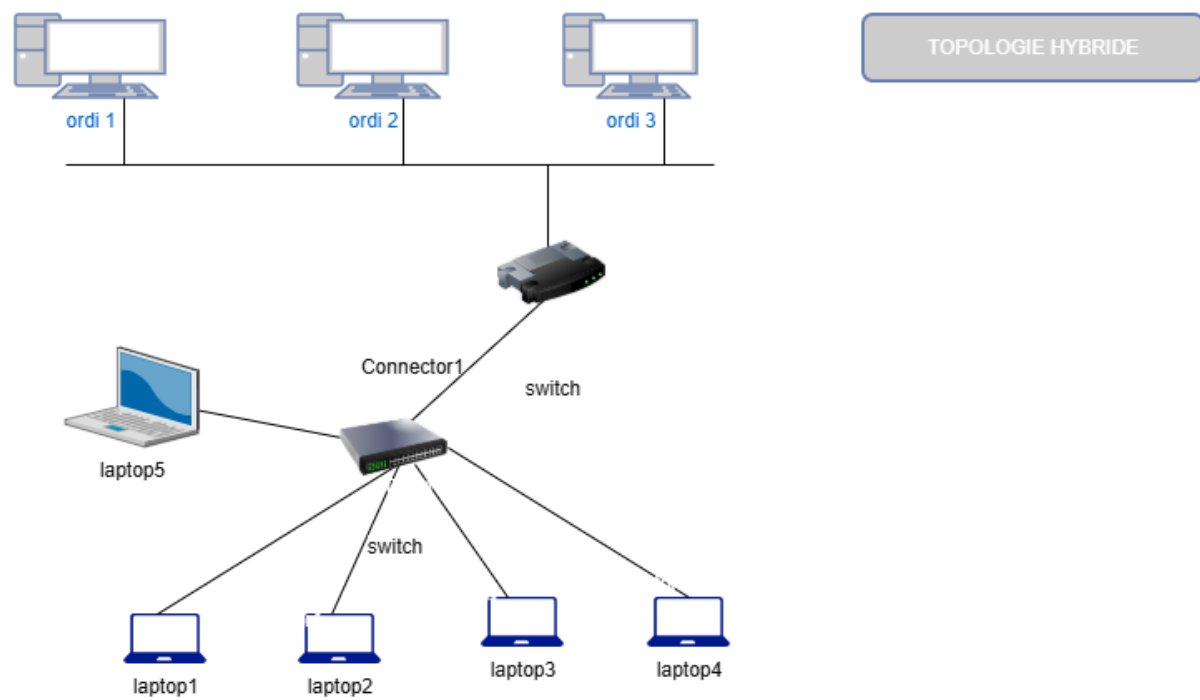 TOPOLOGIE HYBRIDE
ordi 1
ordi 2
ordi 3
Connector1
switch
laptop5
switch
laptop1
laptop2
laptop3
laptop4